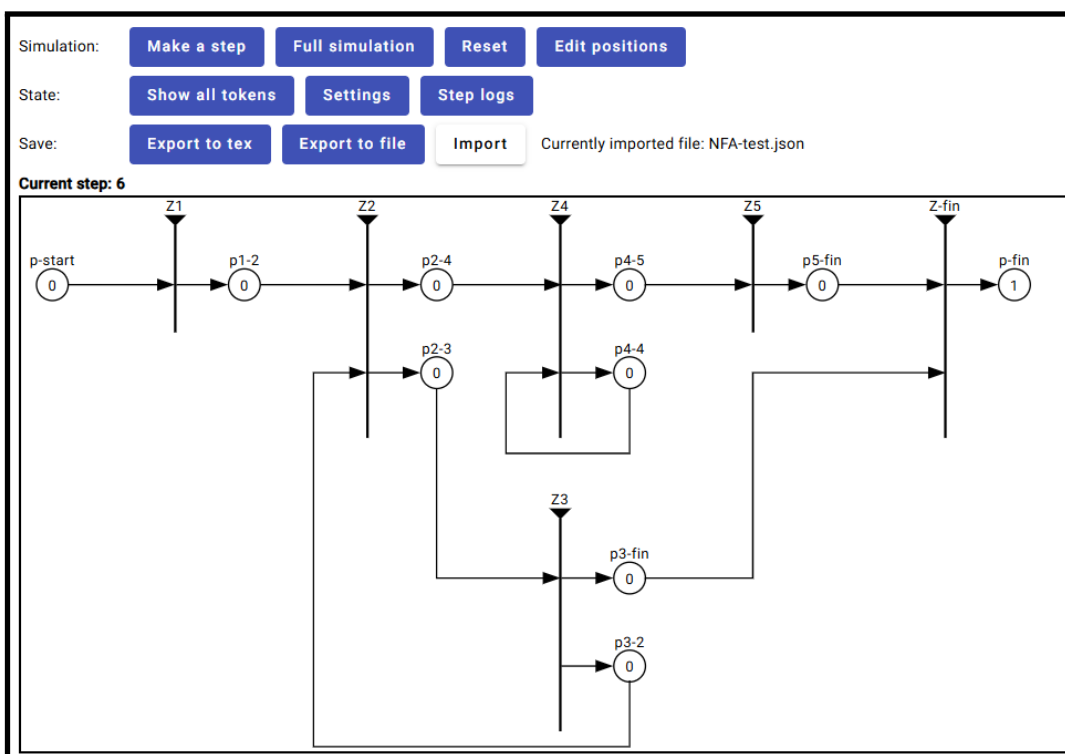 Simulation: Make a step Full simulation Reset Edit positions
State: Show all tokens Settings Step logs
Save: Export to tex Export to file Import Currently imported file: NFA-test.json
Current step: 6
Z1 Z2 Z4 Z5 Z-fin
p-start p1-2 p2-4 p4-5 p5-fin p-fin
0 0 0 0 0 1
p2-3 p4-4
0 0
Z3
p3-fin
0
p3-2
0